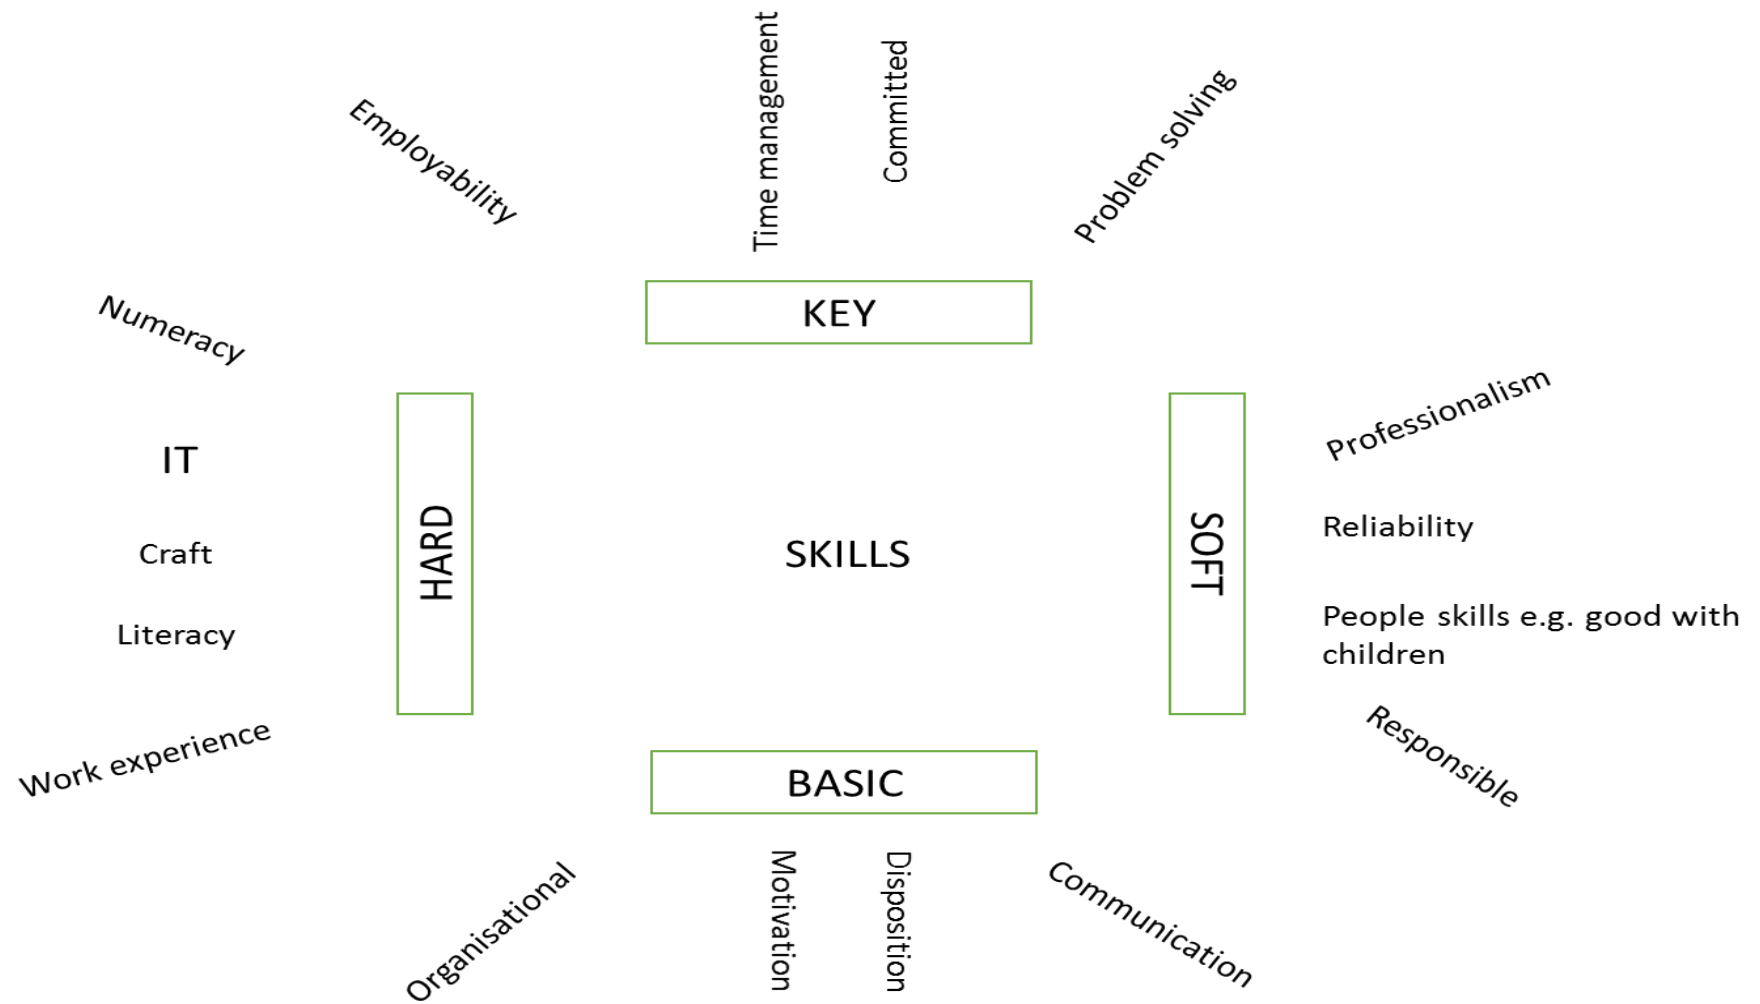 Time management
Committed
Problem solving
Employability
KEY
Numeracy
IT
Craft
Literacy
Work experience
HARD
SKILLS
SOFT
Professionalism
Reliability
People skills e.g. good with
children
Responsible
BASIC
Organisational
Motivation
Disposition
Communication